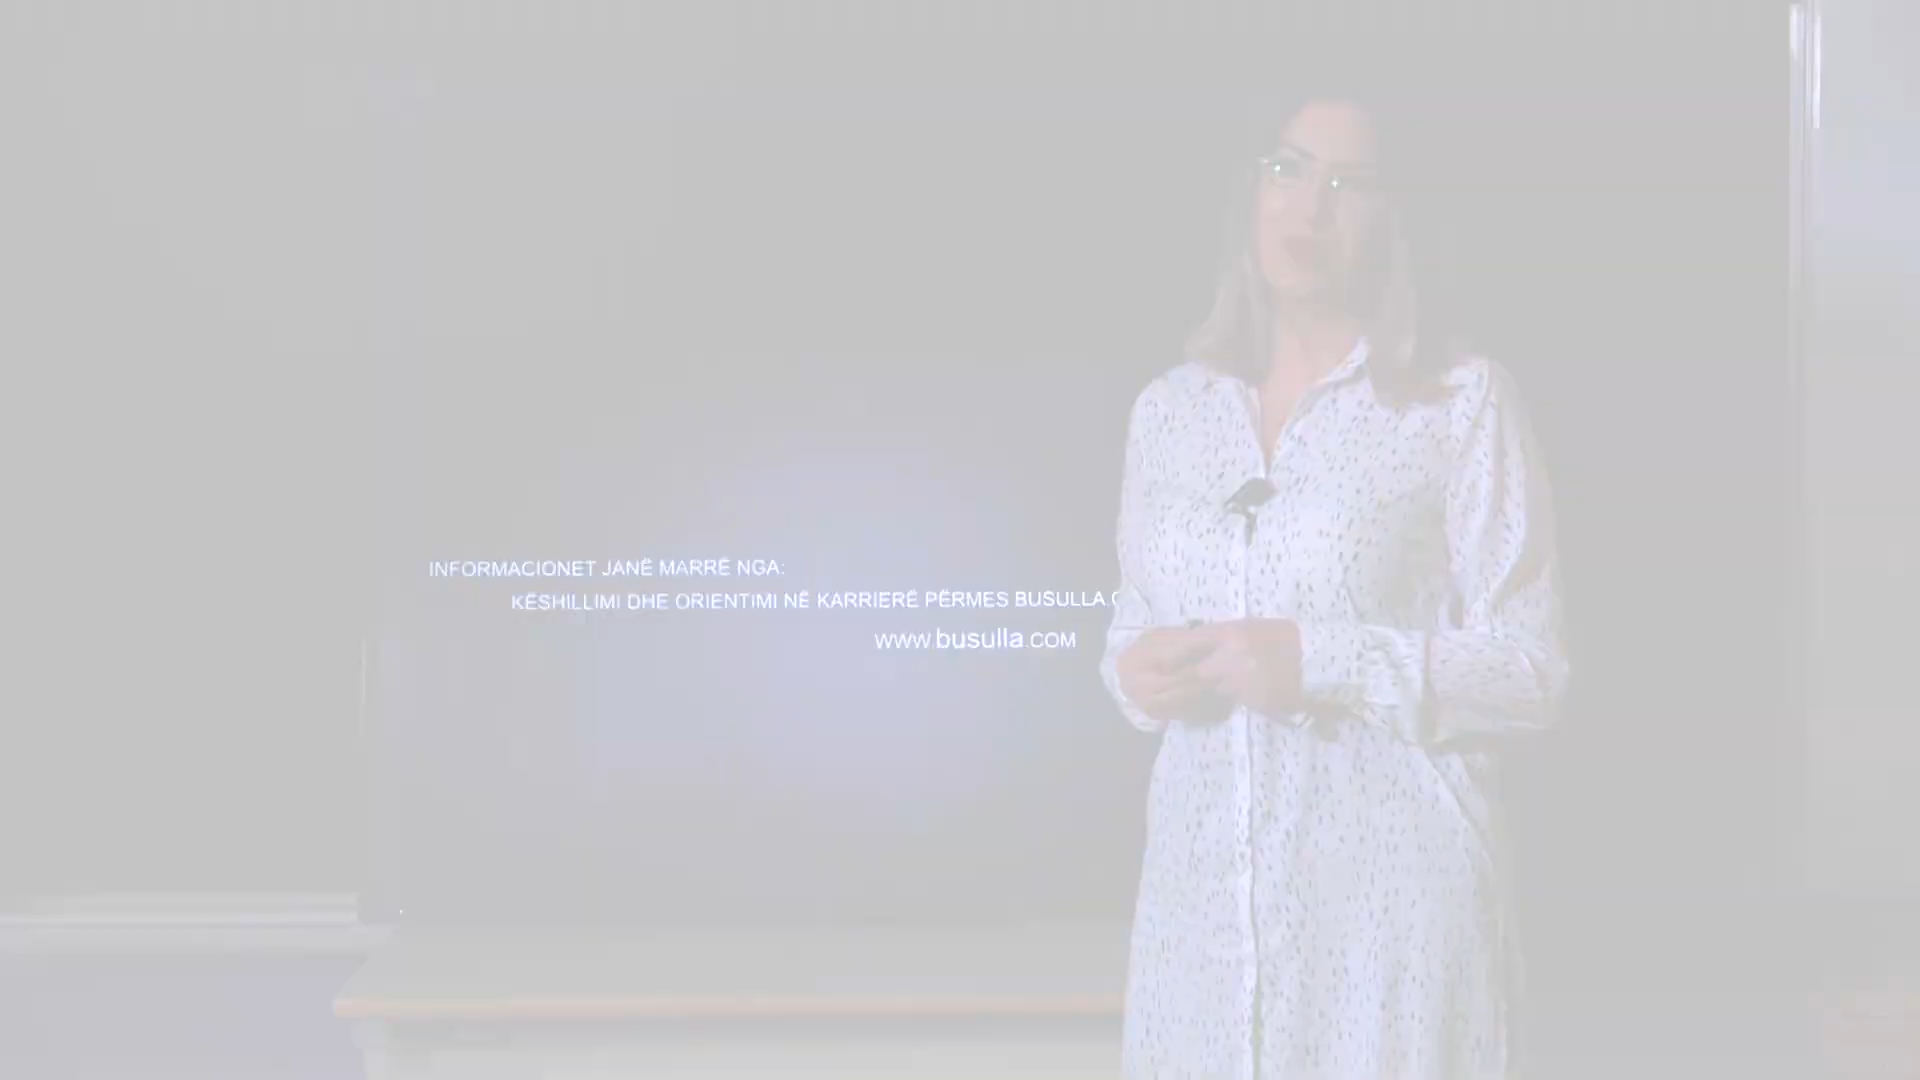 INFORMACIONET JANË MARRË NGA:
KËSHILLIMI DHE ORIENTIMI NË KARRIERË PËRMES BUSULLA.
www.busulla.COM